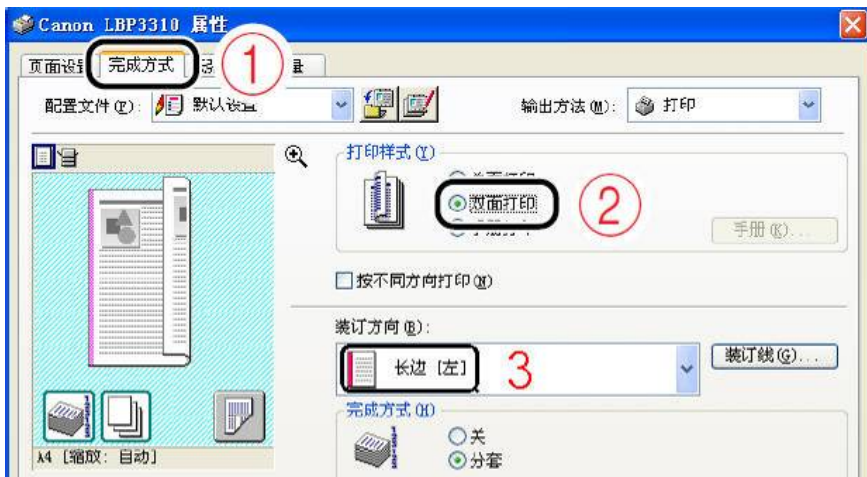 Canon LBP3310 属性
页面设 完成方式 量
1
配置文件(F): 默认设置 输出方法(M): 打印
打印样式(Y)
双面打印
2
手册(K)...
按不同方向打印(N)
装订方向(B):
长边 [左]
3
装订线(G)...
完成方式(H)
关
分套
A4 [缩放: 自动]